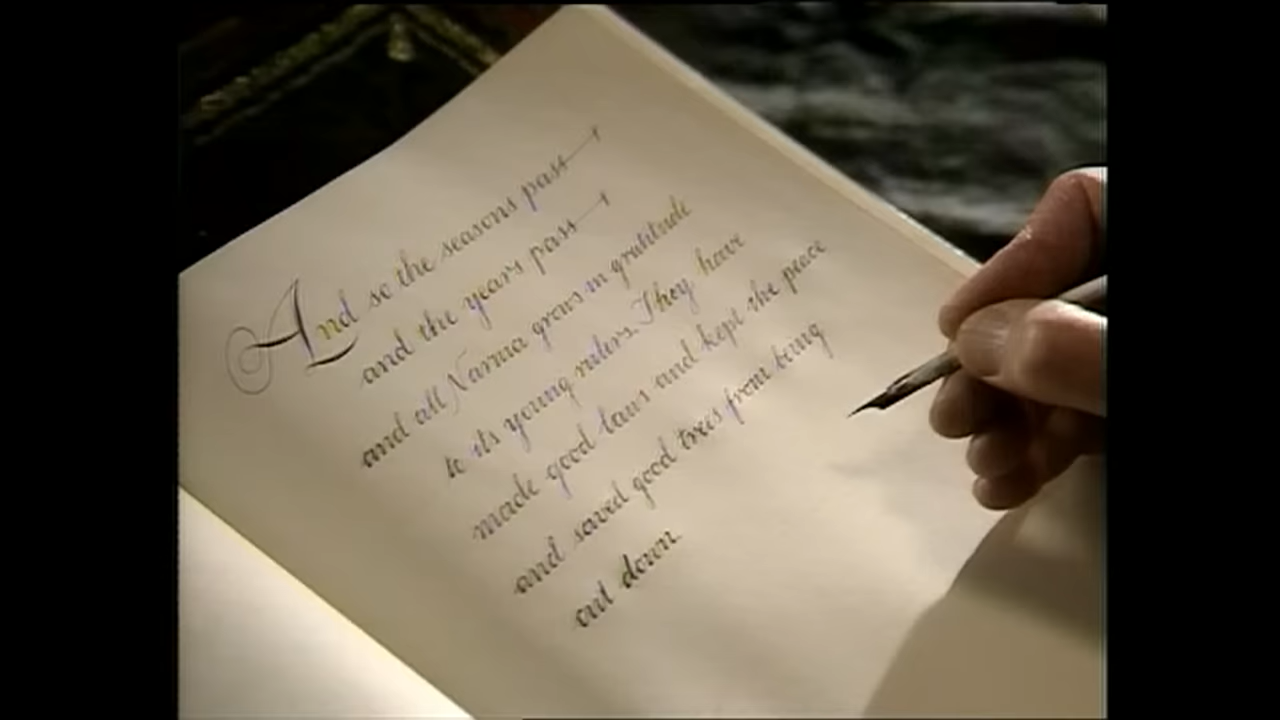 And so the seasons pass
and the years pass
and all Narnia grows in gratitude
to its young rulers. They have
made good laws and kept the peace
and saved good trees from being
cut down.